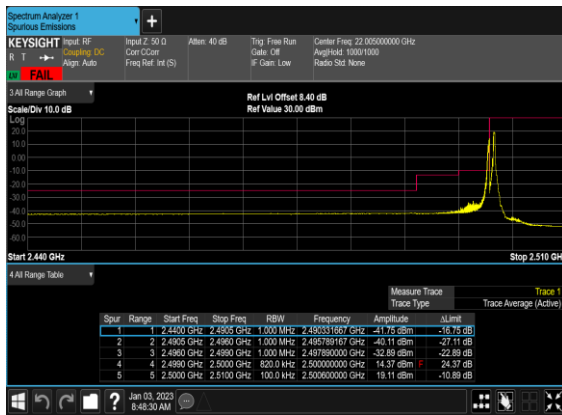 Spectrum Analyzer 1
Spurious Emissions
KEYSIGHT Input: RF Input Z: 50 Ω Atten: 40 dB Trig: Free Run Center Freq: 22.005000000 GHz
R T Coupling: DC Corr CCorr Gate: Off Avg|Hold: 1000/1000
Align: Auto Freq Ref: Int (S) IF Gain: Low Radio Std: None
LW FAIL
3 All Range Graph
Ref Lvl Offset 8.40 dB
Scale/Div 10.0 dB Ref Value 30.00 dBm
Log
20.0
10.0
0.00
-10.0
-20.0
-30.0
-40.0
-50.0
-60.0
Start 2.440 GHz Stop 2.510 GH
4 All Range Table
Measure Trace Trace 1
Trace Type Trace Average (Active)
Spur Range Start Freq Stop Freq RBW Frequency Amplitude ΔLimit
1 1 2.4400 GHz 2.4905 GHz 1.000 MHz 2.490331667 GHz -41.75 dBm -16.75 dB
2 2 2.4905 GHz 2.4960 GHz 1.000 MHz 2.495789167 GHz -40.11 dBm -27.11 dB
3 3 2.4960 GHz 2.4990 GHz 1.000 MHz 2.497890000 GHz -32.89 dBm -22.89 dB
4 4 2.4990 GHz 2.5000 GHz 820.0 kHz 2.500000000 GHz 14.37 dBm F 24.37 dB
5 5 2.5000 GHz 2.5100 GHz 100.0 kHz 2.500600000 GHz 19.11 dBm -10.89 dB
? Jan 03, 2023
8:48:30 AM